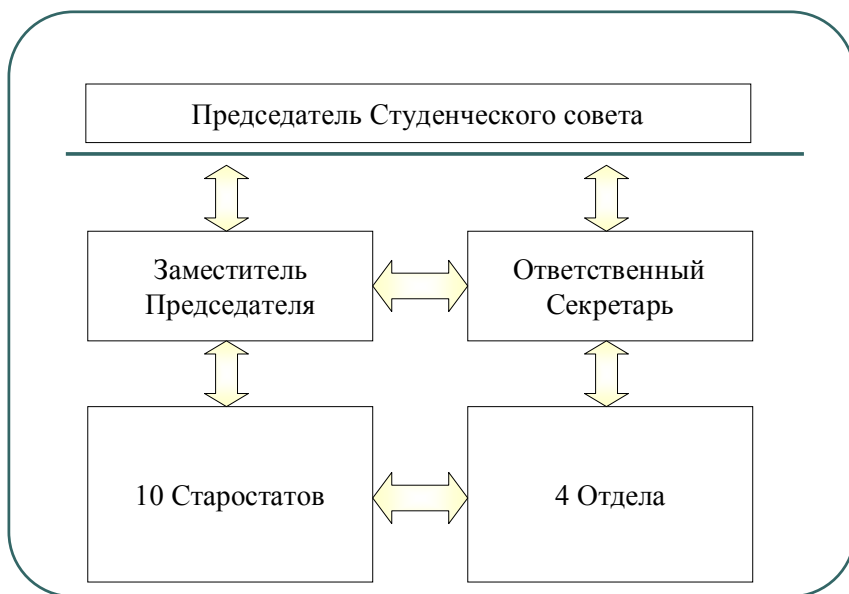 Председатель Студенческого совета
Заместитель
Председателя
Ответственный
Секретарь
10 Старостатов
4 Отдела